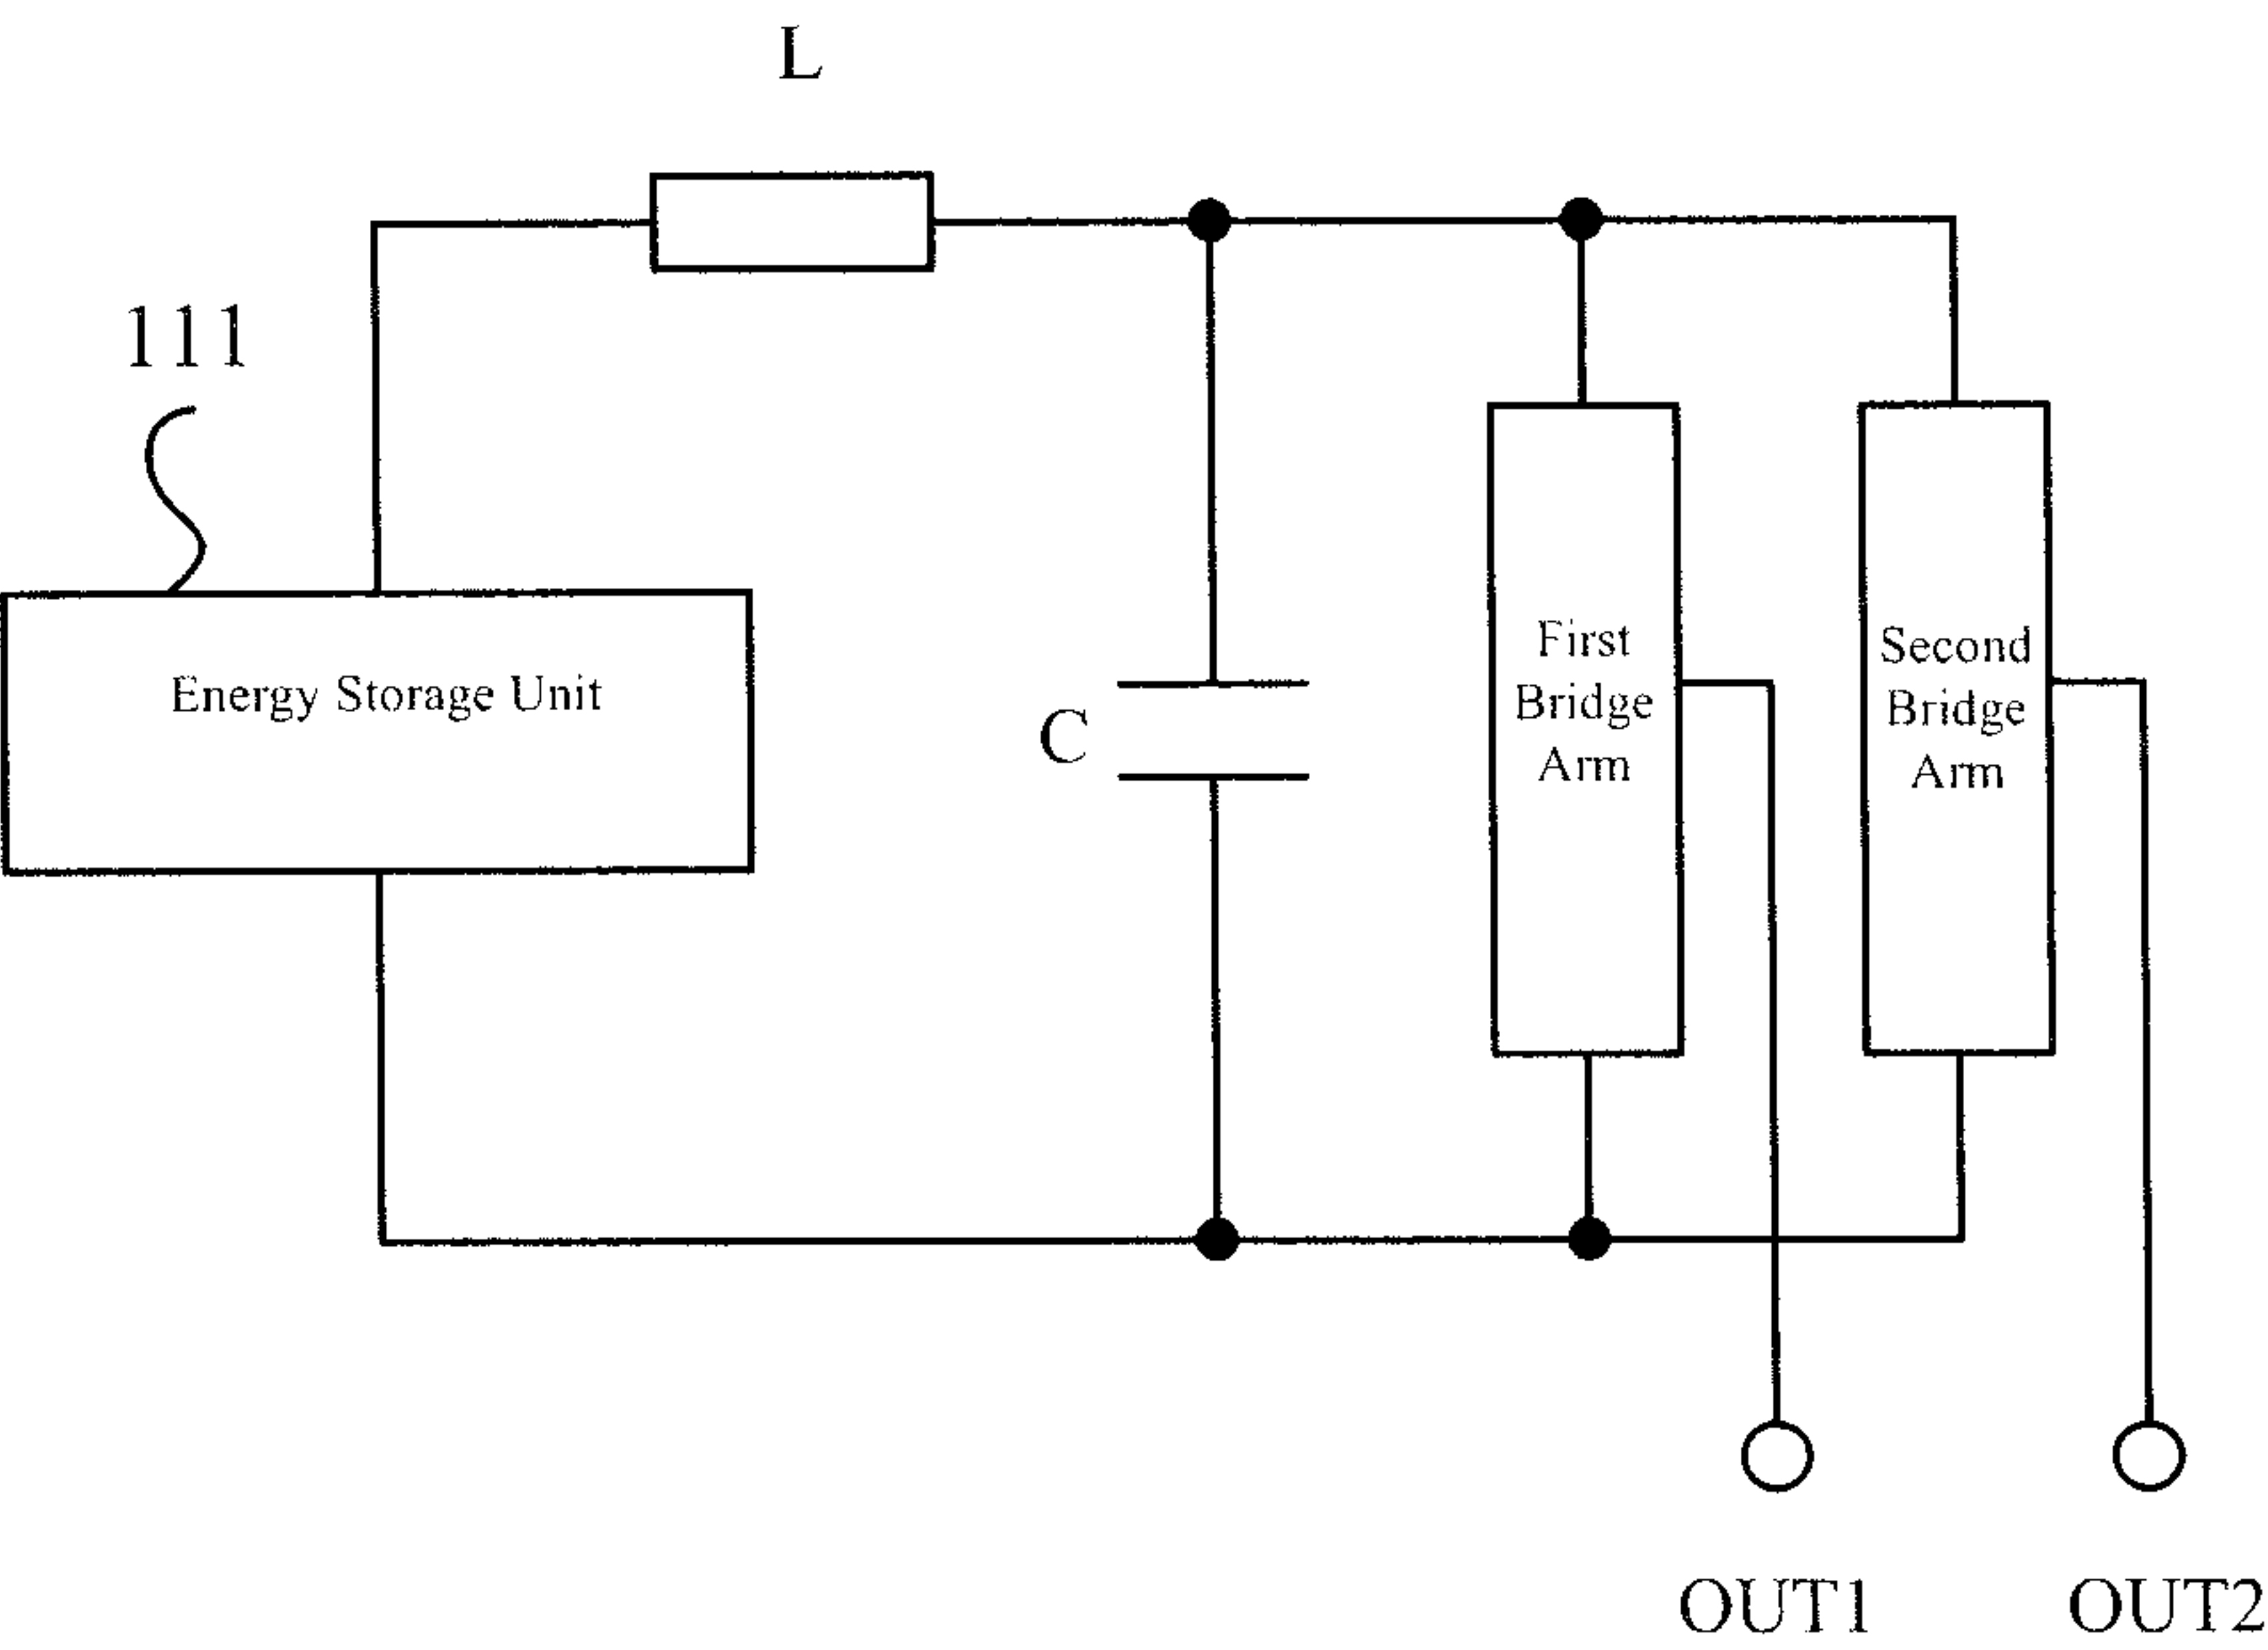 L
111
Energy Storage Unit
C
First
Bridge
Arm
Second
Bridge
Arm
OUT1
OUT2